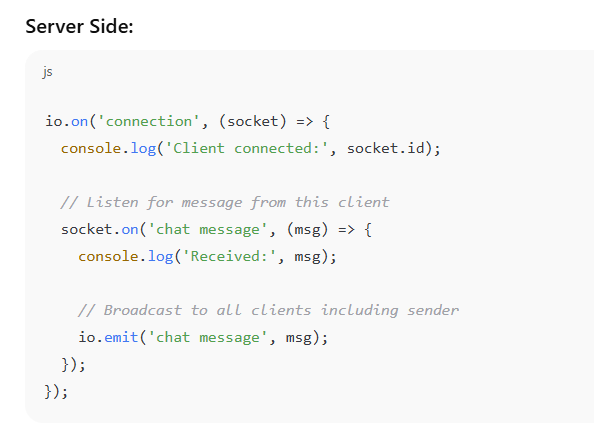 Server Side:
js
io.on('connection', (socket) => {
  console.log('Client connected:', socket.id);
  // Listen for message from this client
  socket.on('chat message', (msg) => {
    console.log('Received:', msg);
    // Broadcast to all clients including sender
    io.emit('chat message', msg);
  });
});